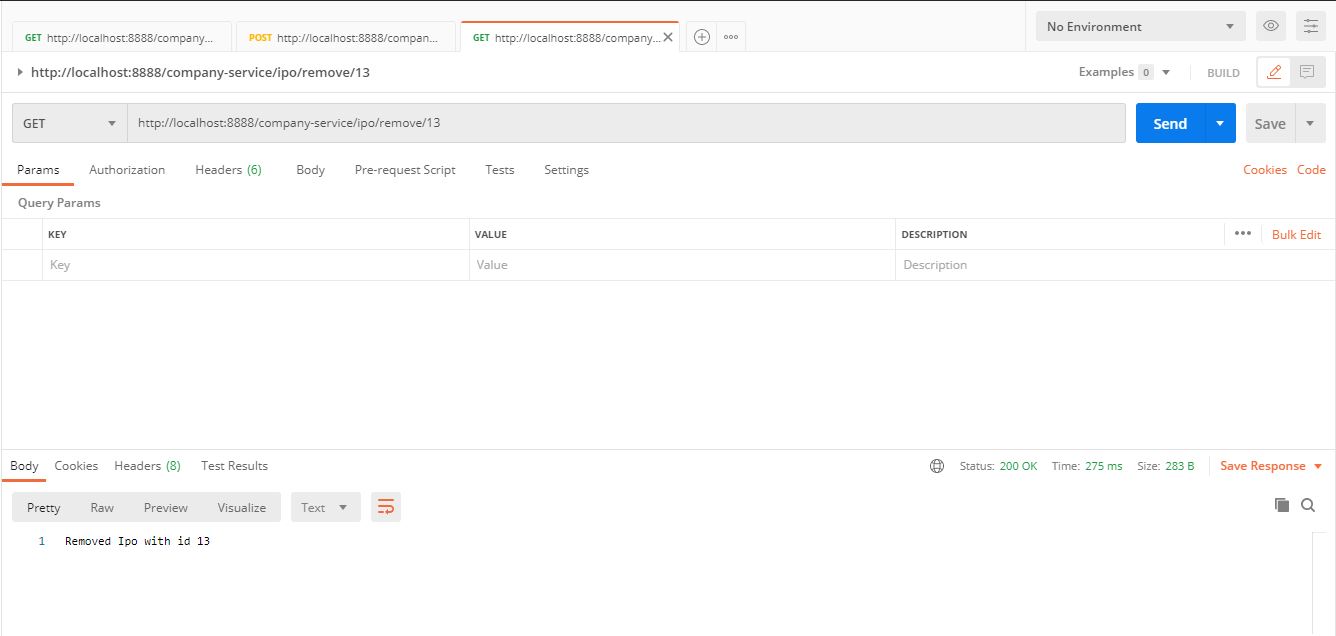 GET http://localhost:8888/company... POST http://localhost:8888/compan... GET http://localhost:8888/company... No Environment
http://localhost:8888/company-service/ipo/remove/13 Examples 0 BUILD
GET http://localhost:8888/company-service/ipo/remove/13 Send Save
Params Authorization Headers (6) Body Pre-request Script Tests Settings Cookies Code
Query Params
KEY VALUE DESCRIPTION ••• Bulk Edit
Key Value Description
Body Cookies Headers (8) Test Results Status: 200 OK Time: 275 ms Size: 283 B Save Response
Pretty Raw Preview Visualize Text
1 Removed Ipo with id 13